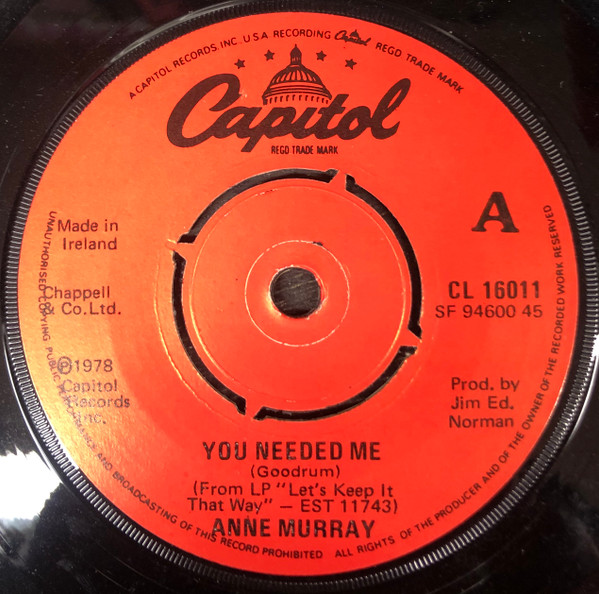 A CAPITOL RECORDS, INC. U.S.A. RECORDING Capitol REGD TRADE MARK
Capitol
REGD TRADE MARK
A
Made in
Ireland
Chappell
& Co. Ltd.
CL 16011
SF 94600 45
℗1978
Capitol
Records
Inc.
Prod. by
Jim Ed.
Norman
YOU NEEDED ME
(Goodrum)
(From LP "Let's Keep It
That Way" – EST 11743)
ANNE MURRAY
UNAUTHORISED COPYING PUBLIC PERFORMANCE AND BROADCASTING OF THIS RECORD PROHIBITED ALL RIGHTS OF THE PRODUCER AND OF THE OWNER OF THE RECORDED WORK RESERVED